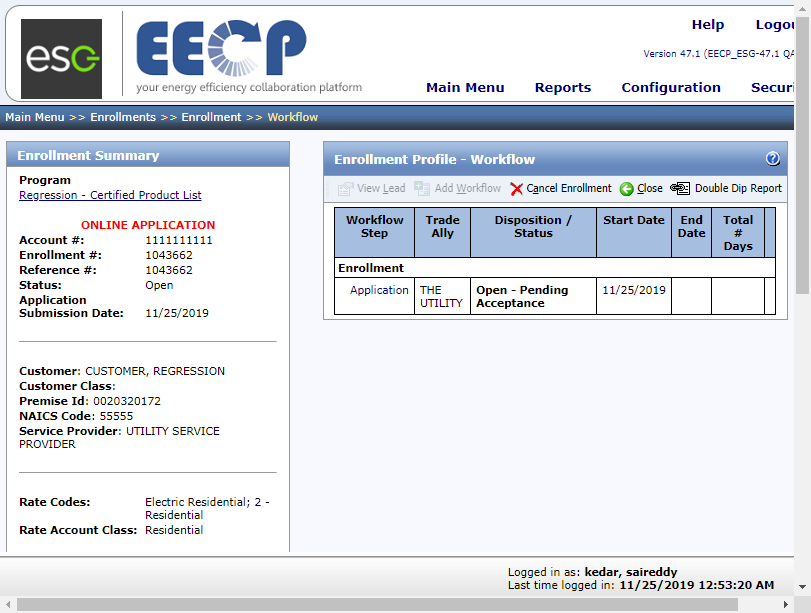 esg
EECP
your energy efficiency collaboration platform
Help
Version 47.1 (EECP_ESG-47.1
Main Menu Reports Configuration
Main Menu >> Enrollments >> Enrollment >> Workflow
Enrollment Summary
Program
Regression - Certified Product List
ONLINE APPLICATION
Account #: 1111111111
Enrollment #: 1043662
Reference #: 1043662
Status: Open
Application
Submission Date: 11/25/2019
Customer: CUSTOMER, REGRESSION
Customer Class:
Premise Id: 0020320172
NAICS Code: 55555
Service Provider: UTILITY SERVICE
PROVIDER
Rate Codes: Electric Residential; 2 -
Residential
Rate Account Class: Residential
Enrollment Profile - Workflow
?
View Lead Add Workflow Cancel Enrollment Close Double Dip Report
Workflow Step Trade Ally Disposition / Status Start Date End Date Total # Days
Enrollment
Application THE UTILITY Open - Pending Acceptance 11/25/2019
Logged in as: kedar, saireddy
Last time logged in: 11/25/2019 12:53:20 AM